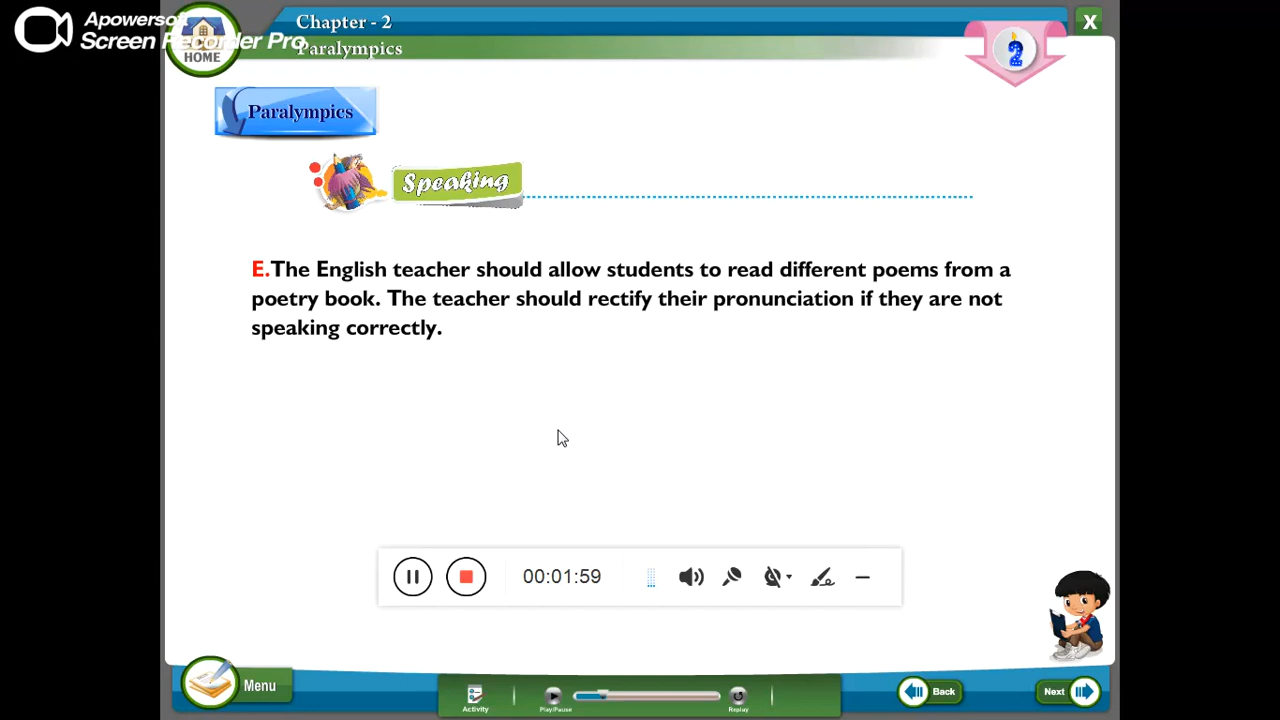 Apowersoft
Screen Recorder Pro
HOME
Chapter - 2
Paralympics
2
X
Paralympics
Speaking
E.The English teacher should allow students to read different poems from a
poetry book. The teacher should rectify their pronunciation if they are not
speaking correctly.
00:01:59
Menu
Activity
Play/Pause
Replay
Back
Next